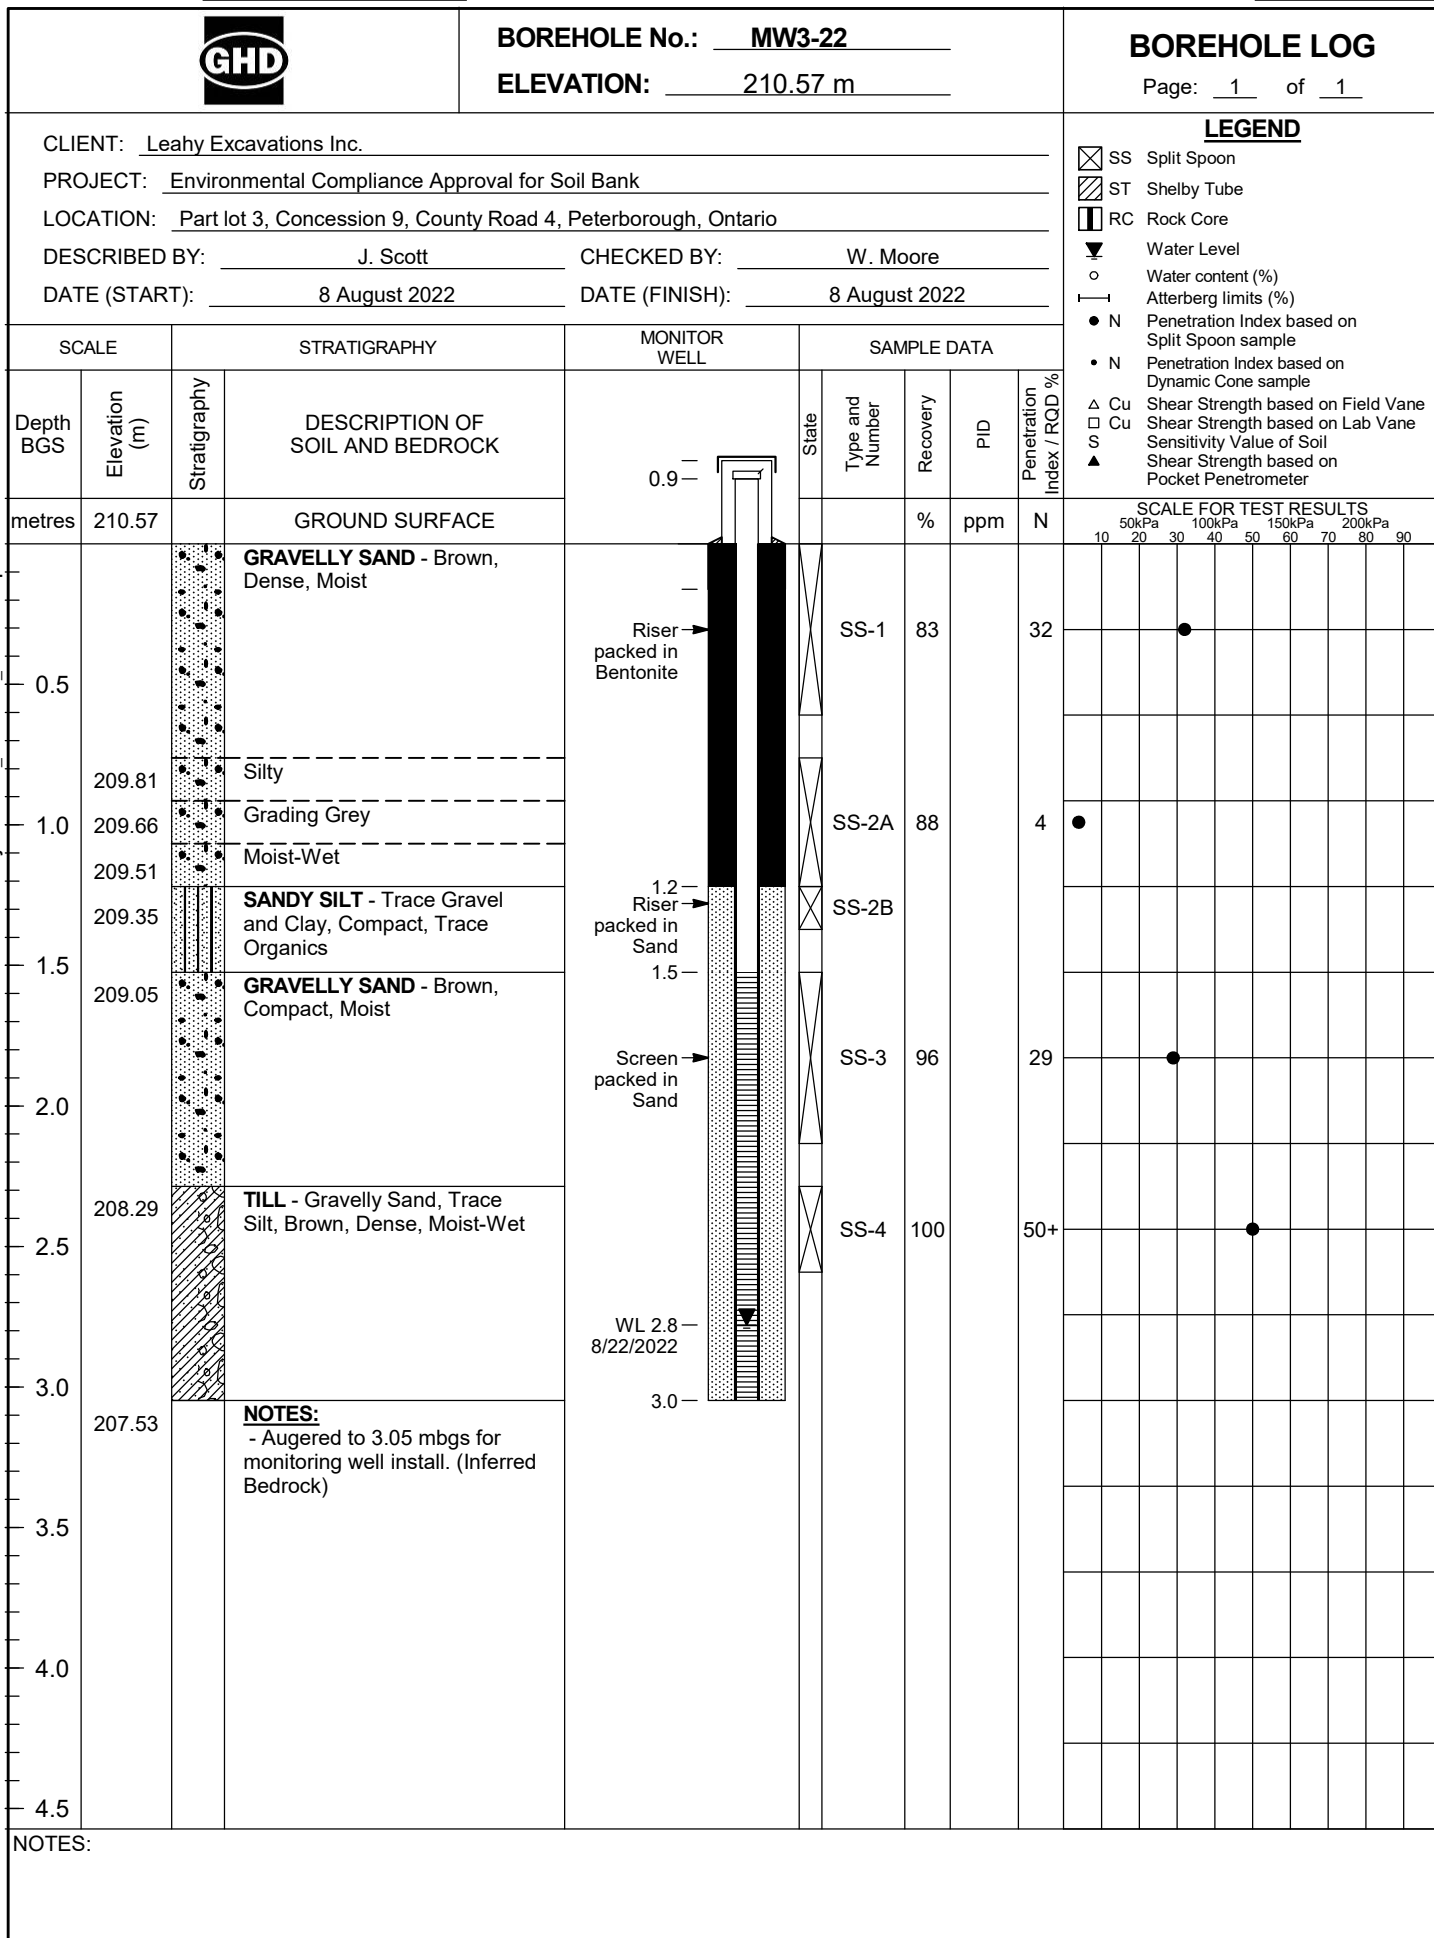 GHD
BOREHOLE No.: MW3-22
ELEVATION: 210.57 m
BOREHOLE LOG
Page: 1 of 1
CLIENT: Leahy Excavations Inc.
PROJECT: Environmental Compliance Approval for Soil Bank
LOCATION: Part lot 3, Concession 9, County Road 4, Peterborough, Ontario
DESCRIBED BY: J. Scott CHECKED BY: W. Moore
DATE (START): 8 August 2022 DATE (FINISH): 8 August 2022
LEGEND
SS Split Spoon
ST Shelby Tube
RC Rock Core
Water Level
Water content (%)
Atterberg limits (%)
N Penetration Index based on
Split Spoon sample
N Penetration Index based on
Dynamic Cone sample
Cu Shear Strength based on Field Vane
Cu Shear Strength based on Lab Vane
S Sensitivity Value of Soil
Shear Strength based on
Pocket Penetrometer
SCALE STRATIGRAPHY MONITOR
WELL SAMPLE DATA
Depth
BGS
Elevation
(m)
Stratigraphy
DESCRIPTION OF
SOIL AND BEDROCK
State
Type and
Number
Recovery
PID
Penetration
Index / RQD %
0.9
metres 210.57 GROUND SURFACE % ppm N
SCALE FOR TEST RESULTS
50kPa 100kPa 150kPa 200kPa
10 20 30 40 50 60 70 80 90
GRAVELLY SAND - Brown,
Dense, Moist
Riser
packed in
Bentonite
SS-1 83 32
0.5
209.81 Silty
209.66 Grading Grey
1.0
SS-2A 88 4
209.51 Moist-Wet
1.2
209.35 SANDY SILT - Trace Gravel
and Clay, Compact, Trace
Organics
Riser
packed in
Sand
SS-2B
1.5
1.5
209.05 GRAVELLY SAND - Brown,
Compact, Moist
Screen
packed in
Sand
SS-3 96 29
2.0
208.29 TILL - Gravelly Sand, Trace
Silt, Brown, Dense, Moist-Wet
SS-4 100 50+
2.5
WL 2.8
8/22/2022
3.0
3.0
207.53 NOTES:
- Augered to 3.05 mbgs for
monitoring well install. (Inferred
Bedrock)
3.5
4.0
4.5
NOTES: